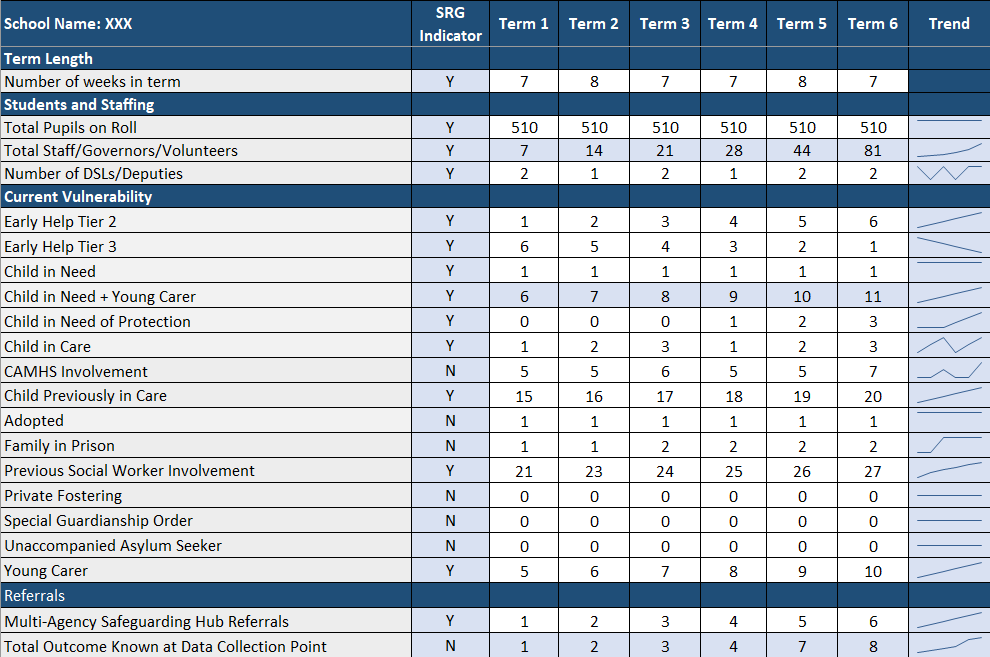 School Name: XXX SRG Indicator Term 1 Term 2 Term 3 Term 4 Term 5 Term 6 Trend
Term Length
Number of weeks in term Y 7 8 7 7 8 7
Students and Staffing
Total Pupils on Roll Y 510 510 510 510 510 510
Total Staff/Governors/Volunteers Y 7 14 21 28 44 81
Number of DSLs/Deputies Y 2 1 2 1 2 2
Current Vulnerability
Early Help Tier 2 Y 1 2 3 4 5 6
Early Help Tier 3 Y 6 5 4 3 2 1
Child in Need Y 1 1 1 1 1 1
Child in Need + Young Carer Y 6 7 8 9 10 11
Child in Need of Protection Y 0 0 0 1 2 3
Child in Care Y 1 2 3 1 2 3
CAMHS Involvement N 5 5 6 5 5 7
Child Previously in Care Y 15 16 17 18 19 20
Adopted N 1 1 1 1 1 1
Family in Prison N 1 1 2 2 2 2
Previous Social Worker Involvement Y 21 23 24 25 26 27
Private Fostering N 0 0 0 0 0 0
Special Guardianship Order N 0 0 0 0 0 0
Unaccompanied Asylum Seeker N 0 0 0 0 0 0
Young Carer Y 5 6 7 8 9 10
Referrals
Multi-Agency Safeguarding Hub Referrals Y 1 2 3 4 5 6
Total Outcome Known at Data Collection Point N 1 2 3 4 7 8